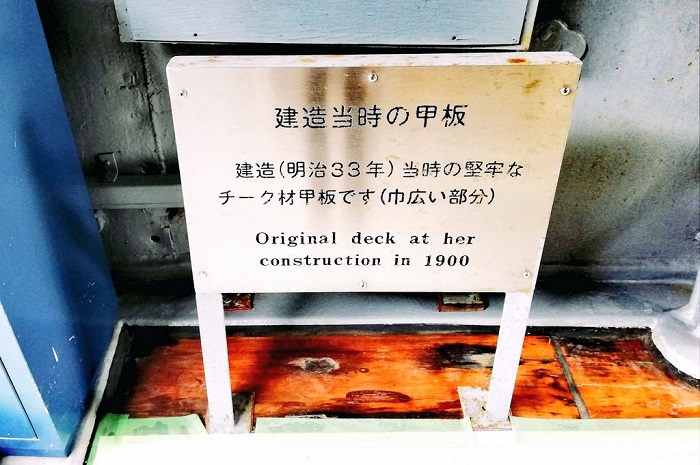 建造当時の甲板
建造(明治33年)当時の堅牢な
チーク材甲板です(巾広い部分)
Original deck at her
construction in 1900